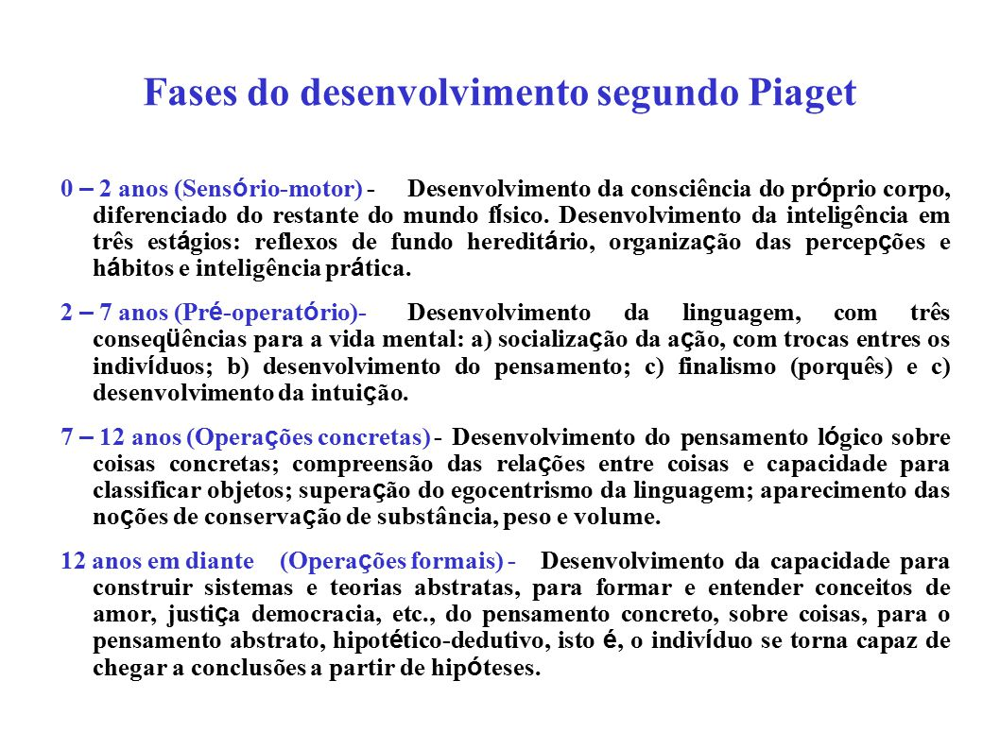 Fases do desenvolvimento segundo Piaget
0 – 2 anos (Sensório-motor) - Desenvolvimento da consciência do próprio corpo,
diferenciado do restante do mundo físico. Desenvolvimento da inteligência em
três estágios: reflexos de fundo hereditário, organização das percepções e
hábitos e inteligência prática.
2 – 7 anos (Pré-operatório)- Desenvolvimento da linguagem, com três
conseqüências para a vida mental: a) socialização da ação, com trocas entres os
indivíduos; b) desenvolvimento do pensamento; c) finalismo (porquês) e c)
desenvolvimento da intuição.
7 – 12 anos (Operações concretas) - Desenvolvimento do pensamento lógico sobre
coisas concretas; compreensão das relações entre coisas e capacidade para
classificar objetos; superação do egocentrismo da linguagem; aparecimento das
noções de conservação de substância, peso e volume.
12 anos em diante (Operações formais) - Desenvolvimento da capacidade para
construir sistemas e teorias abstratas, para formar e entender conceitos de
amor, justiça democracia, etc., do pensamento concreto, sobre coisas, para o
pensamento abstrato, hipotético-dedutivo, isto é, o indivíduo se torna capaz de
chegar a conclusões a partir de hipóteses.